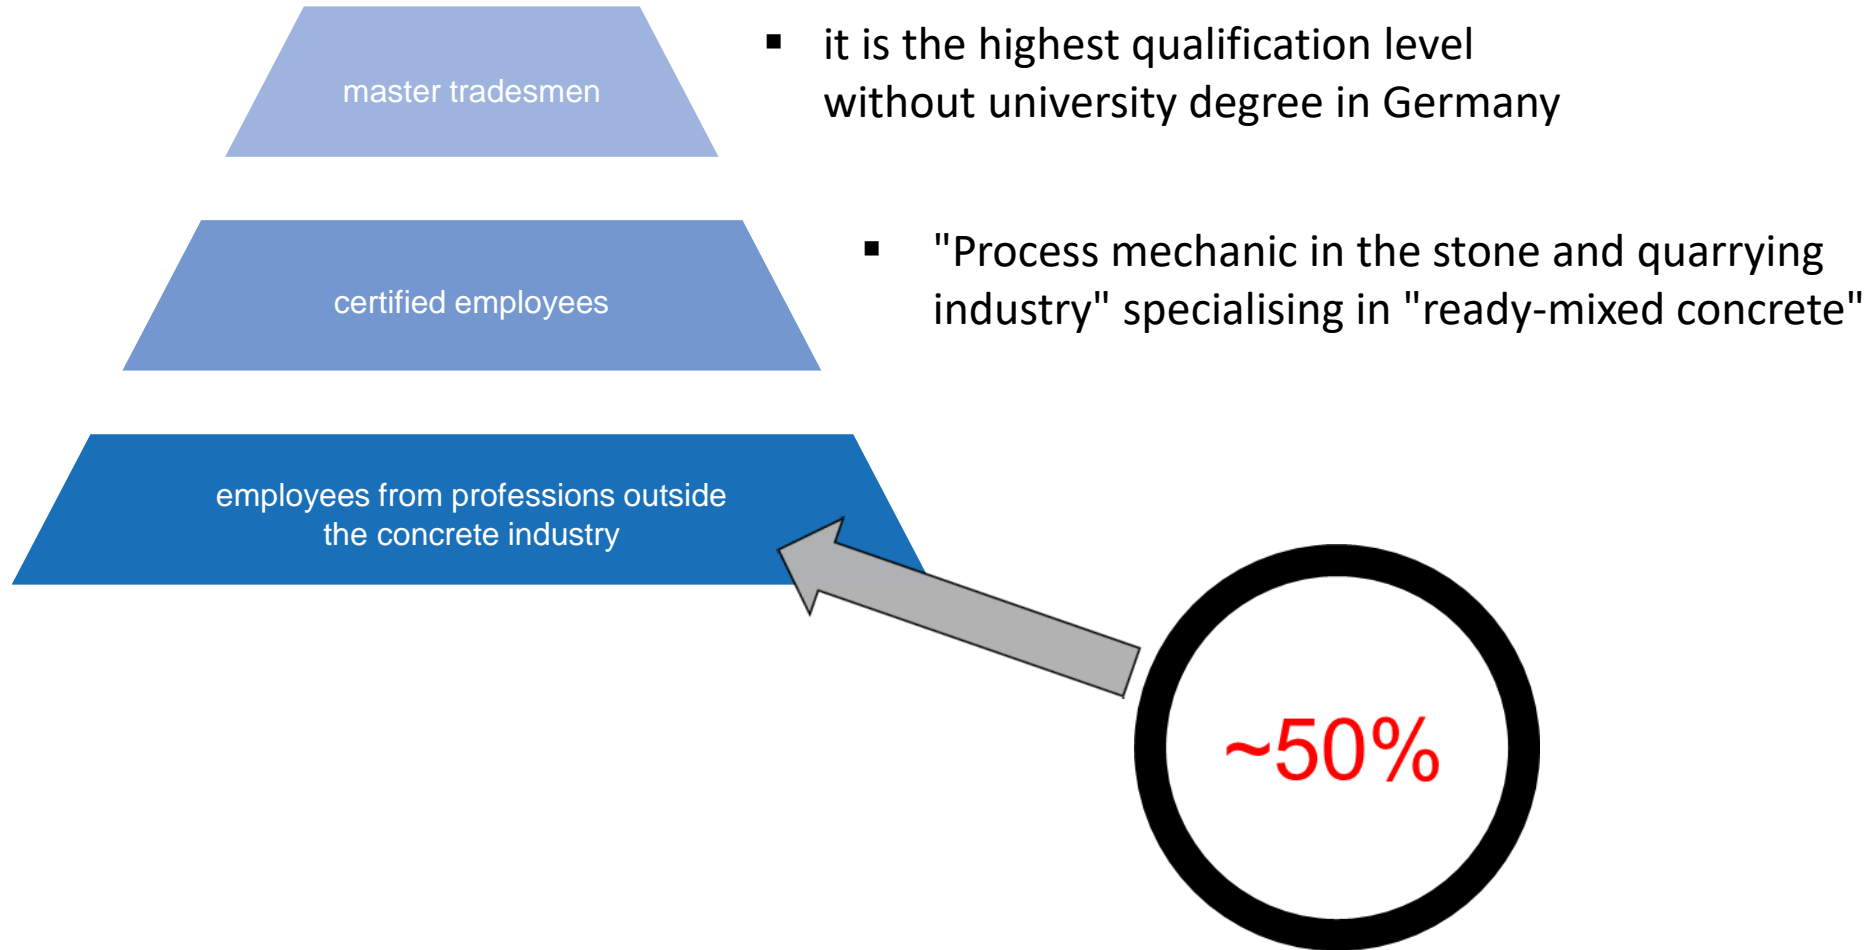 master tradesmen
▪ it is the highest qualification level
without university degree in Germany
certified employees
▪ "Process mechanic in the stone and quarrying
industry" specialising in "ready-mixed concrete"
employees from professions outside
the concrete industry
~50%